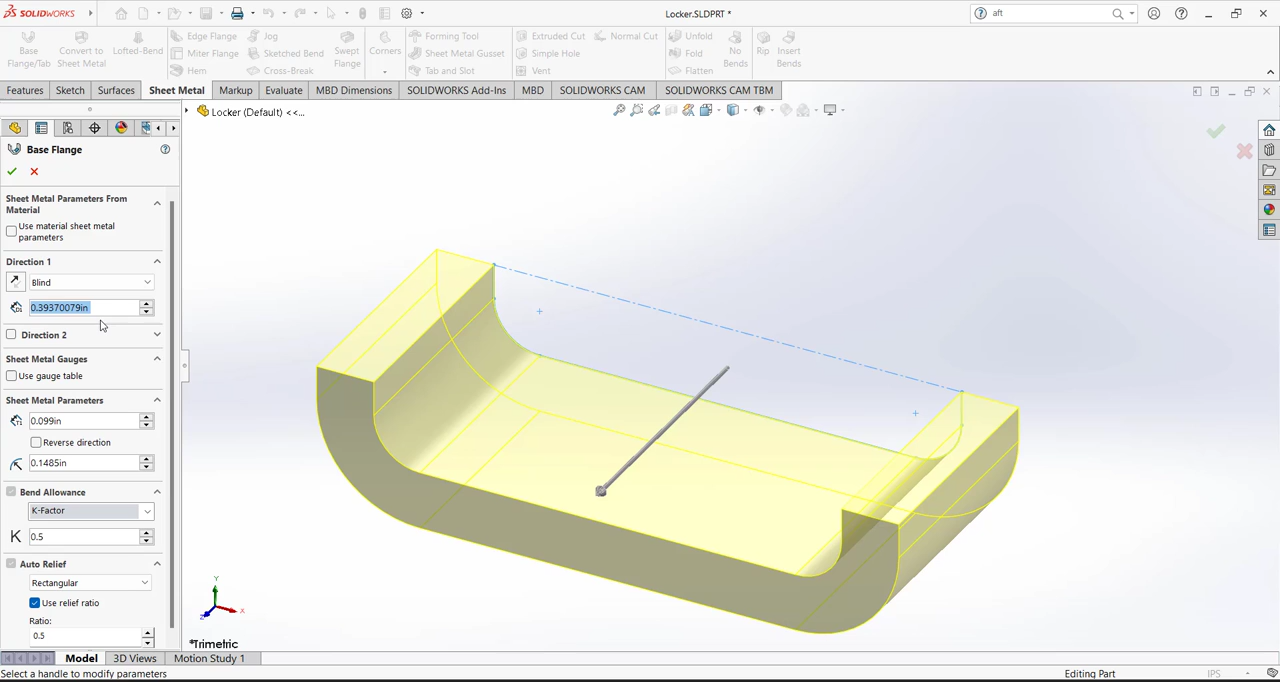 SOLIDWORKS
Locker.SLDPRT *
aft
Base Flange/Tab
Convert to Sheet Metal
Lofted-Bend
Edge Flange
Miter Flange
Hem
Jog
Sketched Bend
Cross-Break
Swept Flange
Corners
Forming Tool
Sheet Metal Gusset
Tab and Slot
Extruded Cut
Simple Hole
Vent
Normal Cut
Unfold
Fold
Flatten
No Bends
Rip
Insert Bends
Features
Sketch
Surfaces
Sheet Metal
Markup
Evaluate
MBD Dimensions
SOLIDWORKS Add-Ins
MBD
SOLIDWORKS CAM
SOLIDWORKS CAM TBM
Locker (Default) <<...
Base Flange
Sheet Metal Parameters From
Material
Use material sheet metal
parameters
Direction 1
Blind
0.39370079in
Direction 2
Sheet Metal Gauges
Use gauge table
Sheet Metal Parameters
0.099in
Reverse direction
0.1485in
Bend Allowance
K-Factor
K 0.5
Auto Relief
Rectangular
Use relief ratio
Ratio:
0.5
Y
X
Z
*Trimetric
Model
3D Views
Motion Study 1
Select a handle to modify parameters
Editing Part
IPS